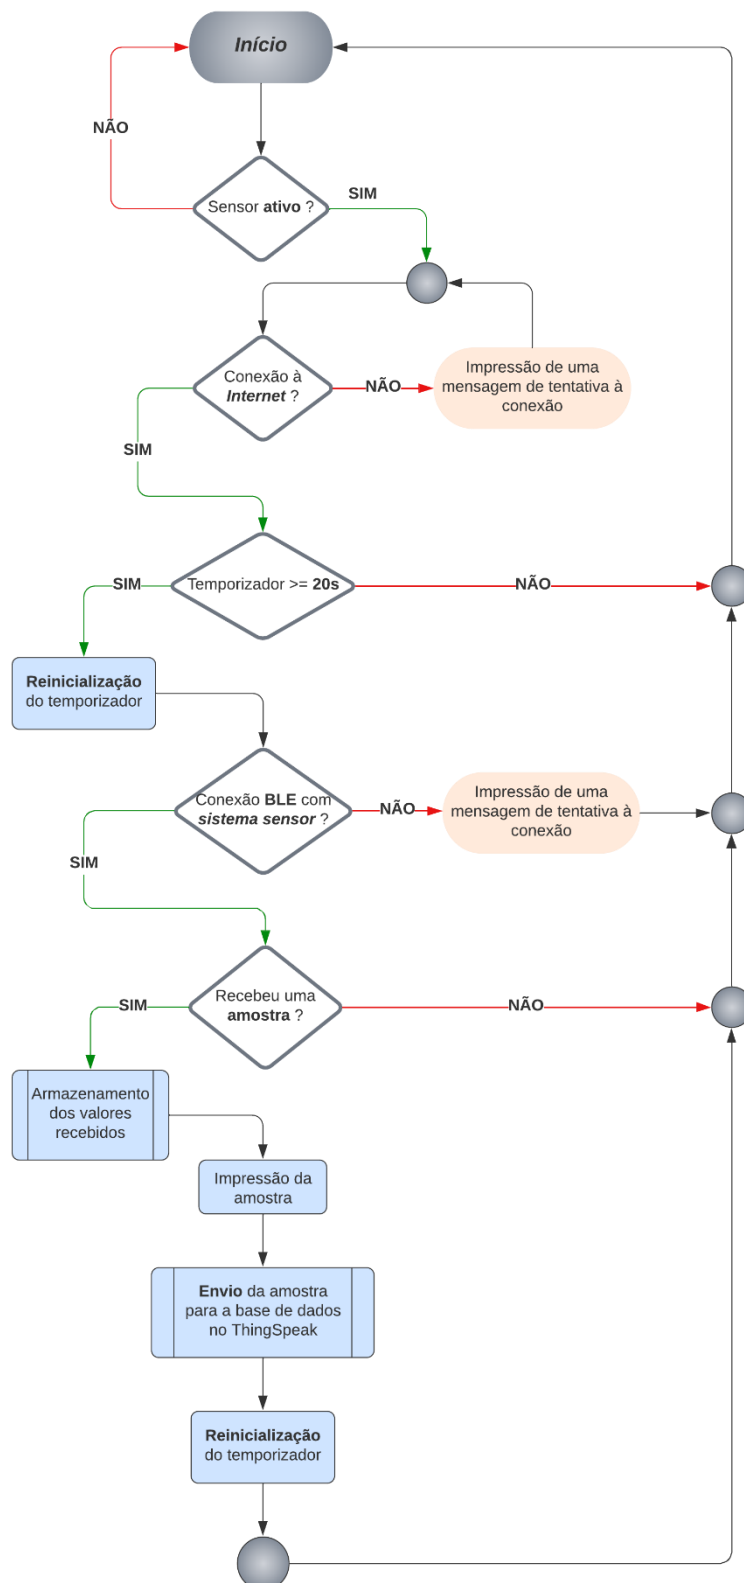 Início
NÃO
Sensor ativo ?
SIM
Conexão à
Internet ?
NÃO
Impressão de uma
mensagem de tentativa à
conexão
SIM
Temporizador >= 20s
SIM
NÃO
Reinicialização
do temporizador
Conexão BLE com
sistema sensor ?
NÃO
Impressão de uma
mensagem de tentativa à
conexão
SIM
Recebeu uma
amostra ?
SIM
NÃO
Armazenamento
dos valores
recebidos
Impressão da
amostra
Envio da amostra
para a base de dados
no ThingSpeak
Reinicialização
do temporizador